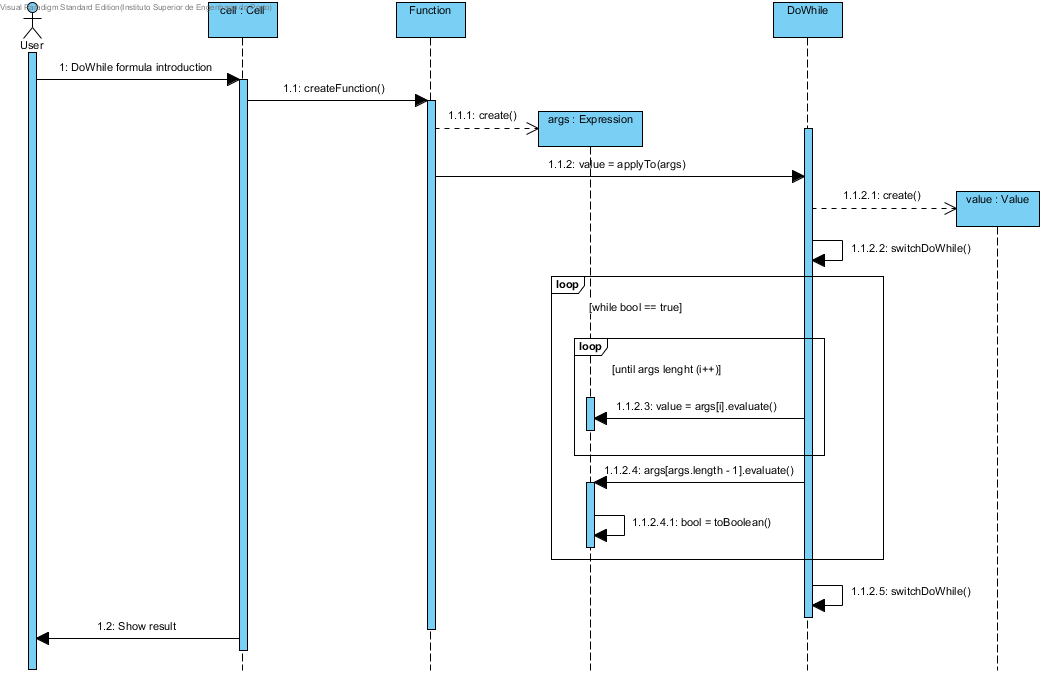 Visual Paradigm Standard Edition(Instituto Superior de Engenharia do Porto)
cell : Cell
Function
DoWhile
User
1: DoWhile formula introduction
1.1: createFunction()
1.1.1: create()
args : Expression
1.1.2: value = applyTo(args)
1.1.2.1: create()
value : Value
1.1.2.2: switchDoWhile()
loop
[while bool == true]
loop
[until args lenght (i++)]
1.1.2.3: value = args[i].evaluate()
1.1.2.4: args[args.length - 1].evaluate()
1.1.2.4.1: bool = toBoolean()
1.1.2.5: switchDoWhile()
1.2: Show result